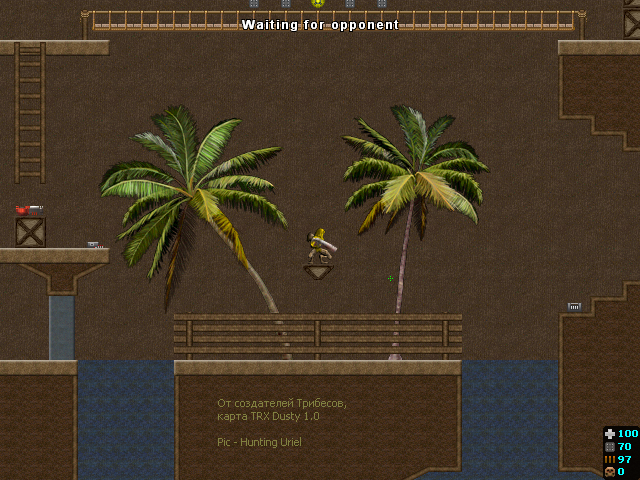 Waiting for opponent
От создателей Трибесов,
карта TRX Dusty 1.0
Pic - Hunting Uriel
100
70
97
0